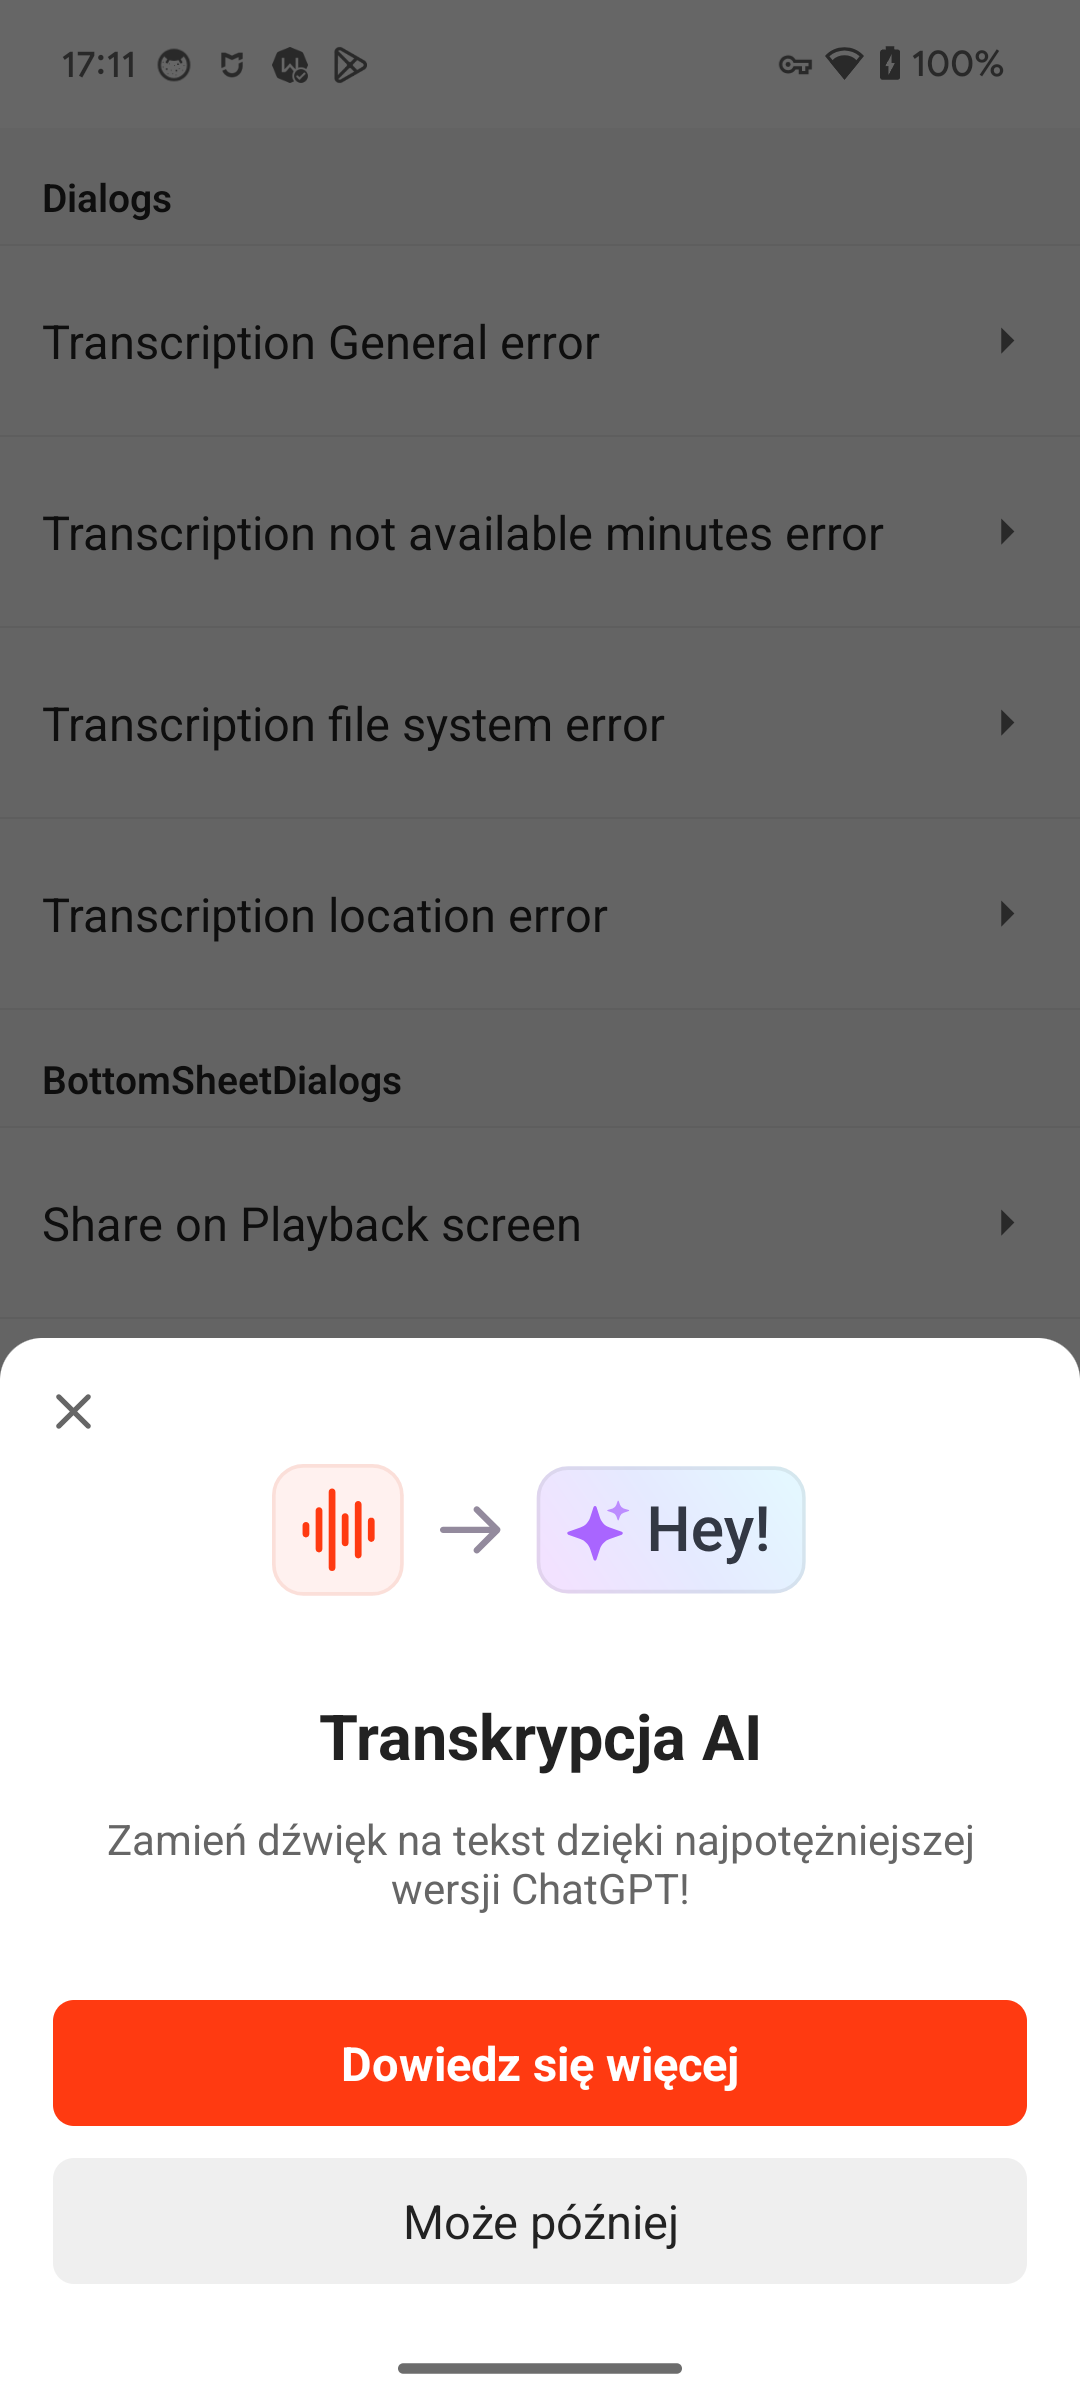 17:11 100%
Dialogs
Transcription General error
Transcription not available minutes error
Transcription file system error
Transcription location error
BottomSheetDialogs
Share on Playback screen
Hey!
Transkrypcja AI
Zamień dźwięk na tekst dzięki najpotężniejszej
wersji ChatGPT!
Dowiedz się więcej
Może później